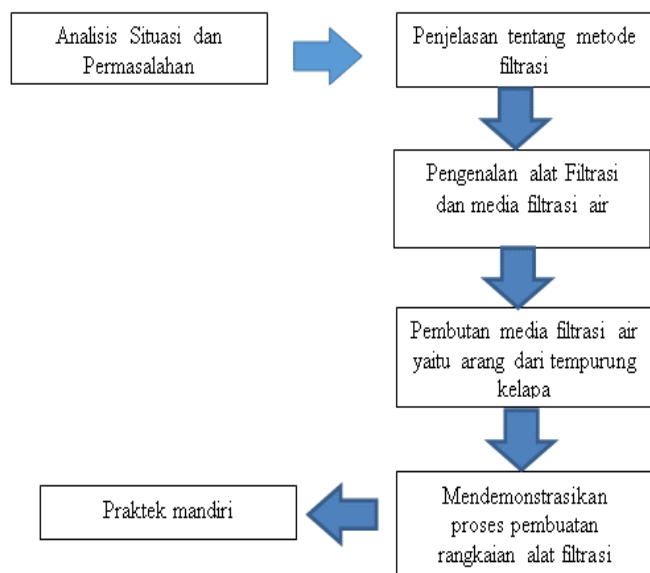 Analisis Situasi dan
Permasalahan
Penjelasan tentang metode
filtrasi
Pengenalan alat Filtrasi
dan media filtrasi air
Pembutan media filtrasi air
yaitu arang dari tempurung
kelapa
Mendemonstrasikan
proses pembuatan
rangkaian alat filtrasi
Praktek mandiri